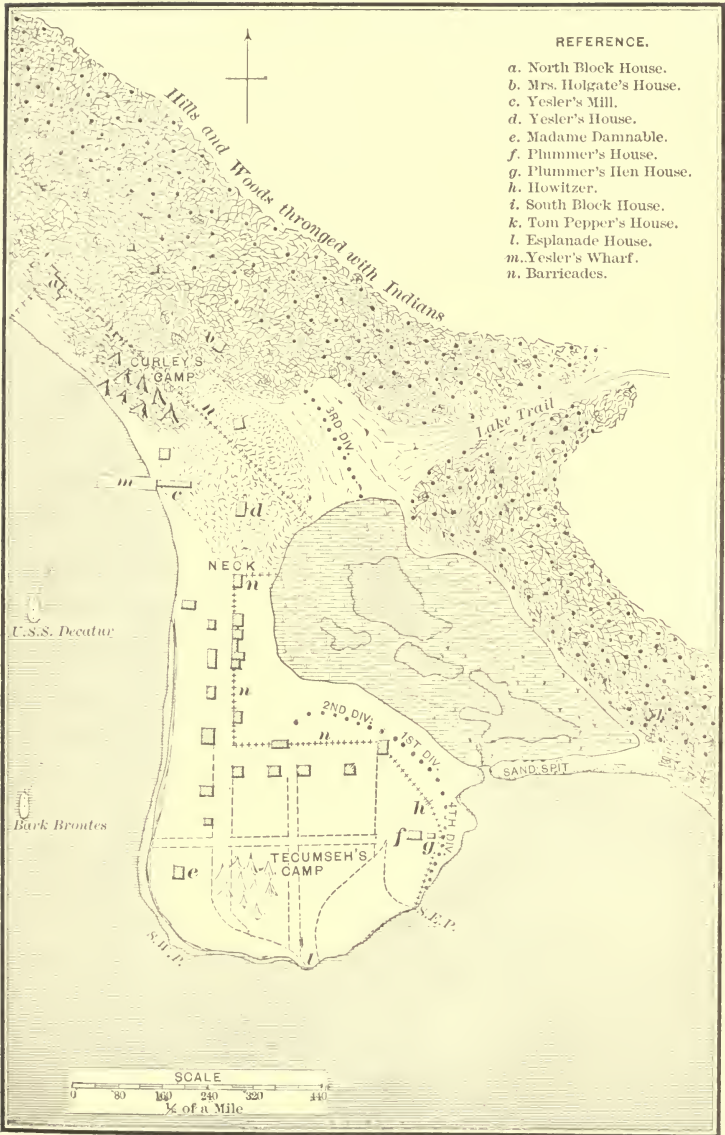 REFERENCE.
a. North Block House.
b. Mrs. Holgate's House.
c. Yesler's Mill.
d. Yesler's House.
e. Madame Damnable.
f. Plummer's House.
g. Plummer's Hen House.
h. Howitzer.
i. South Block House.
k. Tom Pepper's House.
l. Esplanade House.
m. Yesler's Wharf.
n. Barricades.
Hills and Woods thronged with Indians
a
b
CURLEY'S
CAMP
n
3RD DIV.
Lake Trail
m
c
d
NECK
n
U.S.S. Decatur
n
2ND DIV.
1ST DIV.
n
k
SAND SPIT
h
4TH DIV.
Bark Brontes
f
g
TECUMSEH'S
CAMP
e
S.E.P.
S.W.P.
l
SCALE
0 80 160 240 320 440
¼ of a Mile